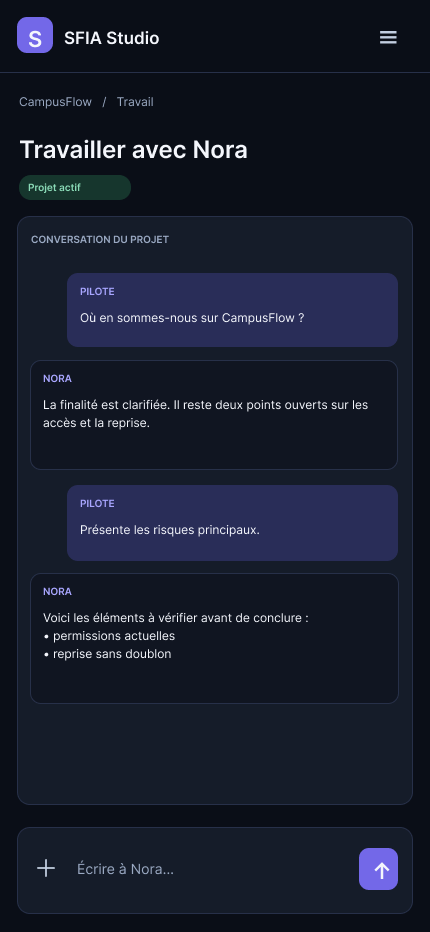 S SFIA Studio
CampusFlow / Travail
Travailler avec Nora
Projet actif
CONVERSATION DU PROJET
PILOTE
Où en sommes-nous sur CampusFlow ?
NORA
La finalité est clarifiée. Il reste deux points ouverts sur les
accès et la reprise.
PILOTE
Présente les risques principaux.
NORA
Voici les éléments à vérifier avant de conclure :
• permissions actuelles
• reprise sans doublon
Écrire à Nora...